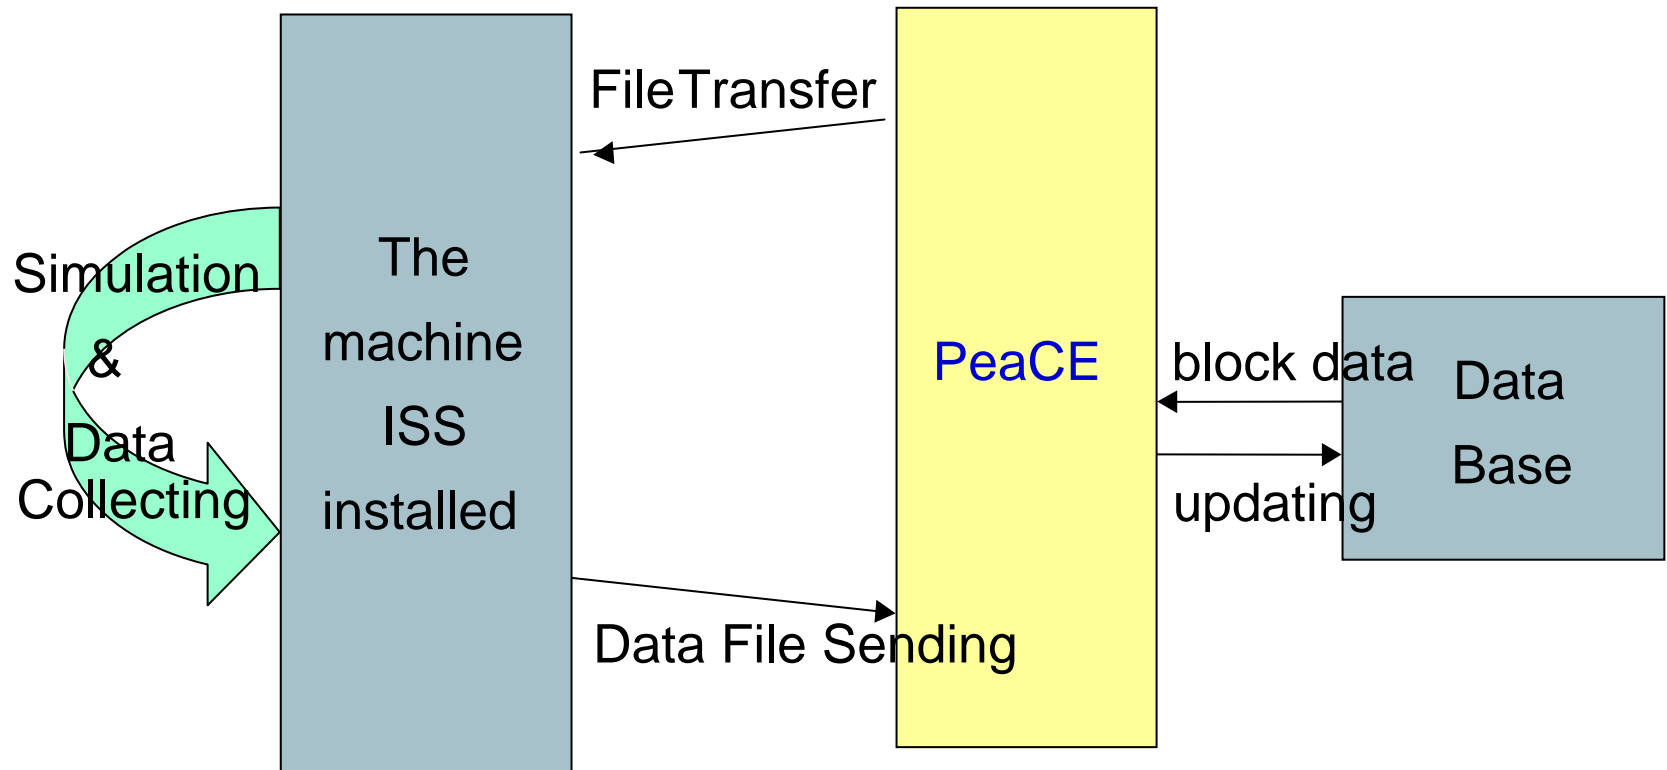 FileTransfer
Simulation
&
Data
Collecting
The
machine
ISS
installed
PeaCE
block data
updating
Data
Base
Data File Sending